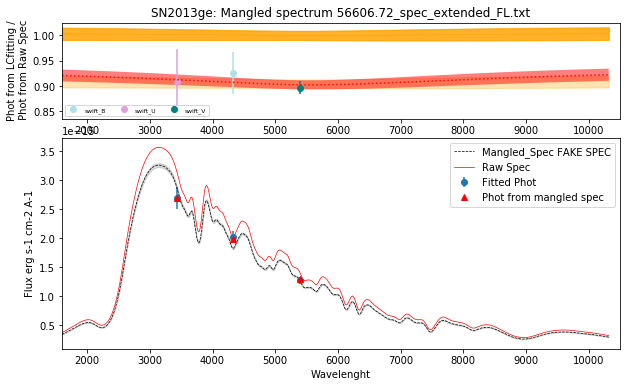 SN2013ge: Mangled spectrum 56606.72_spec_extended_FL.txt
Phot from LCfitting /
Phot from Raw Spec
1.00
0.95
0.90
0.85
swift_B
swift_U
swift_V
2000 3000 4000 5000 6000 7000 8000 9000 10000
1e-15
Flux erg s-1 cm-2 A-1
3.5
3.0
2.5
2.0
1.5
1.0
0.5
Mangled_Spec FAKE SPEC
Raw Spec
Fitted Phot
Phot from mangled spec
2000 3000 4000 5000 6000 7000 8000 9000 10000
Wavelenght